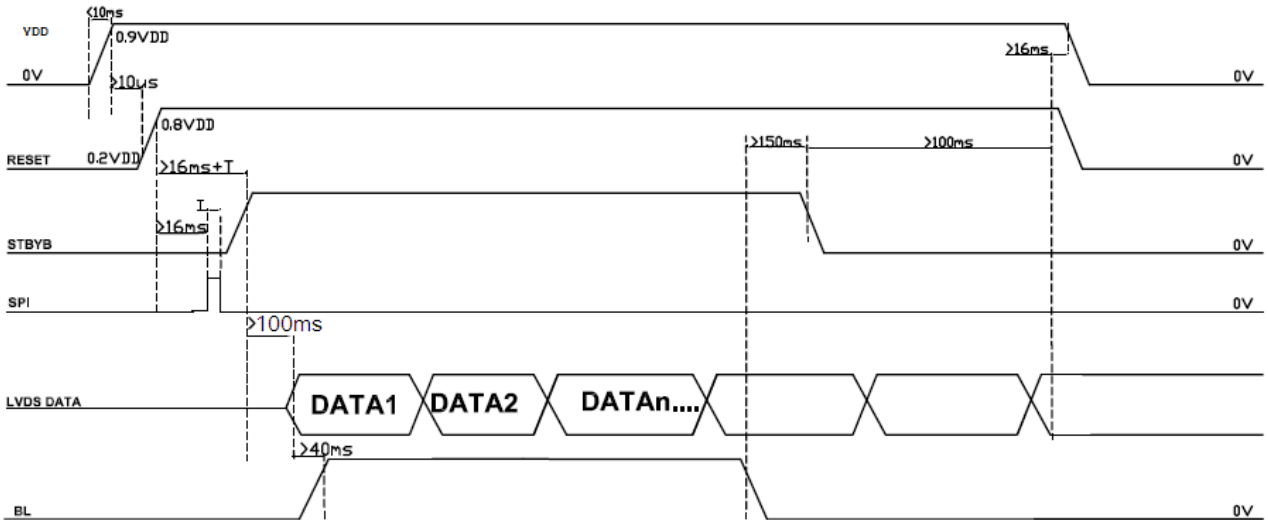 <10ms
VDD
0.9VDD
>16ms
0V
>10us
0V
0.8VDD
>150ms
>100ms
RESET
0.2VDD
0V
>16ms+T
T
>16ms
STBYB
0V
SPI
0V
>100ms
LVDS DATA
DATA1
DATA2
DATAn....
>40ms
BL
0V